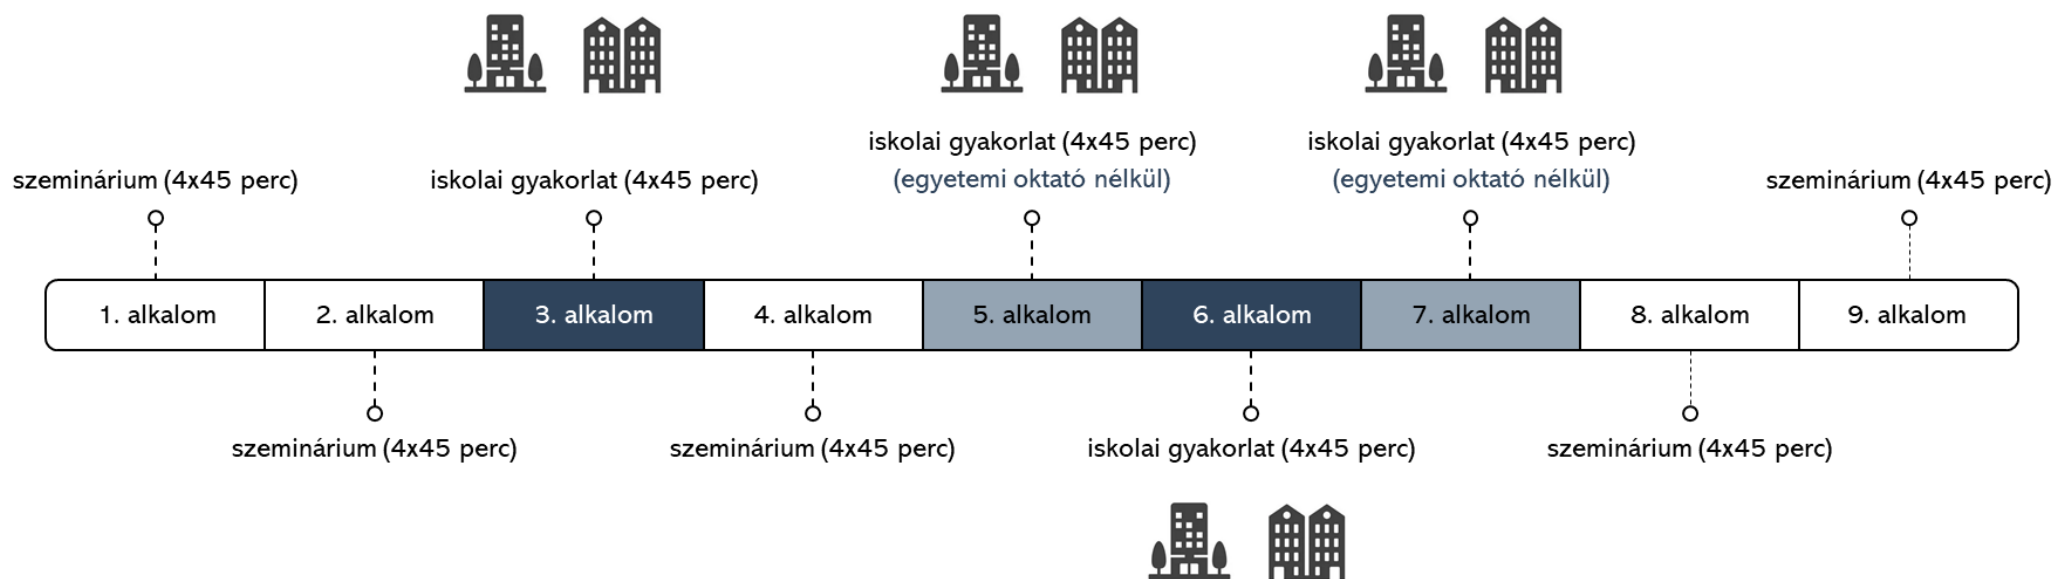 iskolai gyakorlat (4x45 perc)
(egyetemi oktató nélkül)
iskolai gyakorlat (4x45 perc)
(egyetemi oktató nélkül)
szeminárium (4x45 perc)
iskolai gyakorlat (4x45 perc)
szeminárium (4x45 perc)
1. alkalom
2. alkalom
3. alkalom
4. alkalom
5. alkalom
6. alkalom
7. alkalom
8. alkalom
9. alkalom
szeminárium (4x45 perc)
szeminárium (4x45 perc)
iskolai gyakorlat (4x45 perc)
szeminárium (4x45 perc)